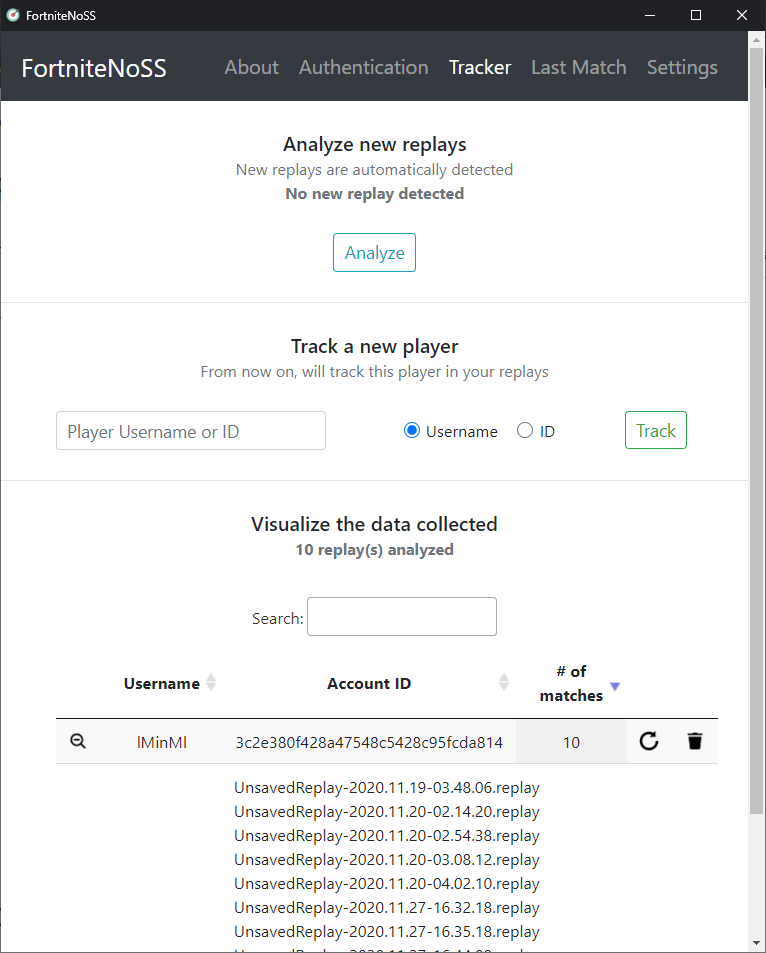 FortniteNoSS
FortniteNoSS About Authentication Tracker Last Match Settings
Analyze new replays
New replays are automatically detected
No new replay detected
Analyze
Track a new player
From now on, will track this player in your replays
Player Username or ID Username ID Track
Visualize the data collected
10 replay(s) analyzed
Search:
Username Account ID # of
matches
lMinMl 3c2e380f428a47548c5428c95fcda814 10
UnsavedReplay-2020.11.19-03.48.06.replay
UnsavedReplay-2020.11.20-02.14.20.replay
UnsavedReplay-2020.11.20-02.54.38.replay
UnsavedReplay-2020.11.20-03.08.12.replay
UnsavedReplay-2020.11.20-04.02.10.replay
UnsavedReplay-2020.11.27-16.32.18.replay
UnsavedReplay-2020.11.27-16.35.18.replay